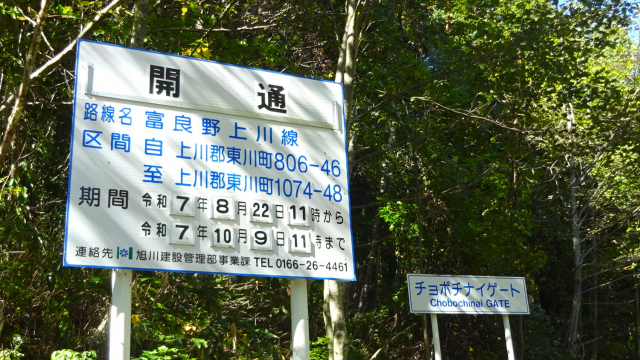 開通
路線名 富良野上川線
区間 自 上川郡東川町806-46
至 上川郡東川町1074-48
期間 令和7年8月22日11時から
令和7年10月9日11時まで
連絡先 旭川建設管理部事業課 TEL 0166-26-4461
チョボチナイゲート
Chobochinai GATE